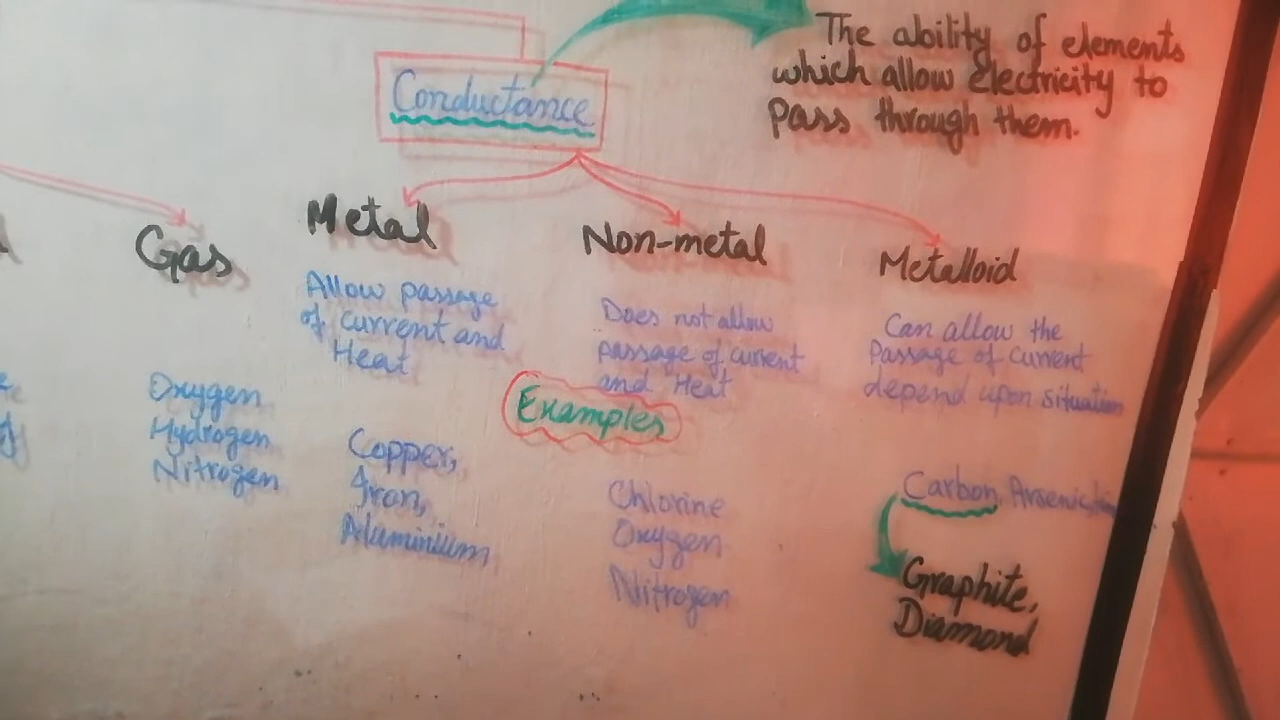 The ability of elements
which allow Electricity to
Pass through them.
Conductance
Gas
Oxygen
Hydrogen
Nitrogen
Metal
Allow passage
of current and
Heat
Copper,
Iron,
Aluminium
Non-metal
Does not allow
passage of current
and Heat
Examples
Chlorine
Oxygen
Nitrogen
Metalloid
Can allow the
Passage of Current
depend upon situation
Carbon, Arsenic,
Graphite,
Diamond